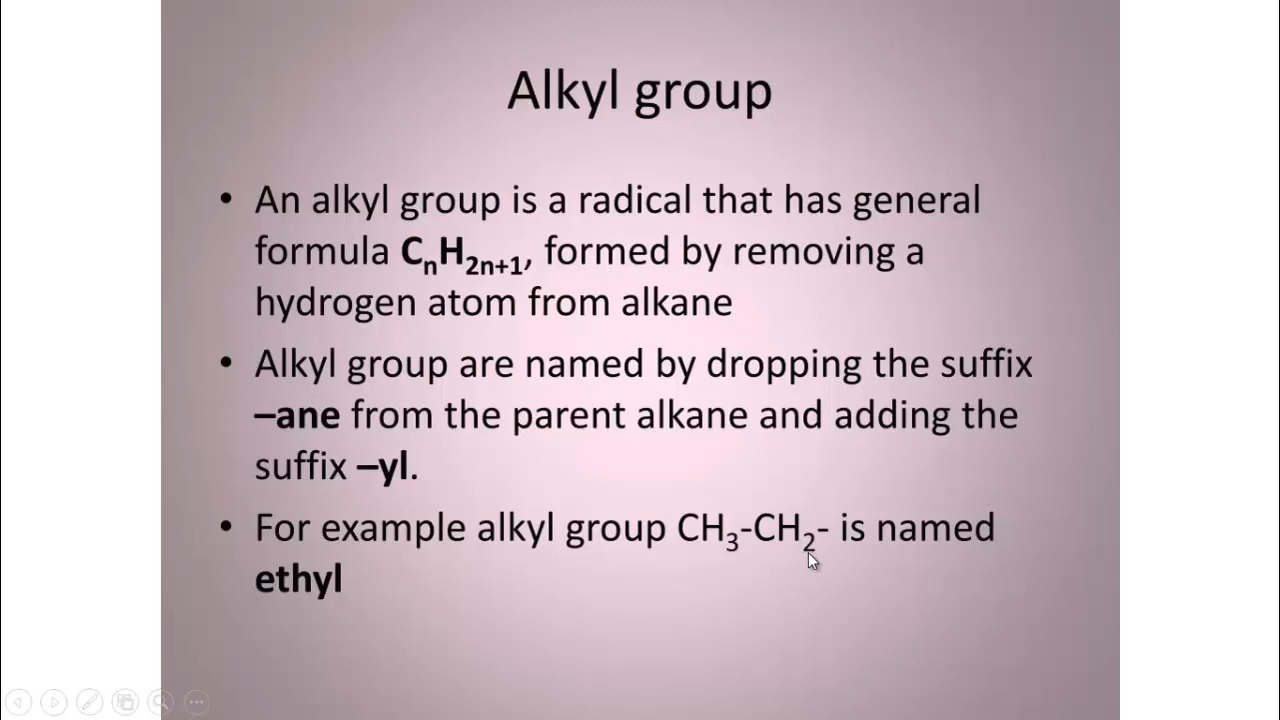 Alkyl group
• An alkyl group is a radical that has general
formula CₙH₂ₙ₊₁, formed by removing a
hydrogen atom from alkane
• Alkyl group are named by dropping the suffix
–ane from the parent alkane and adding the
suffix –yl.
• For example alkyl group CH₃-CH₂- is named
ethyl